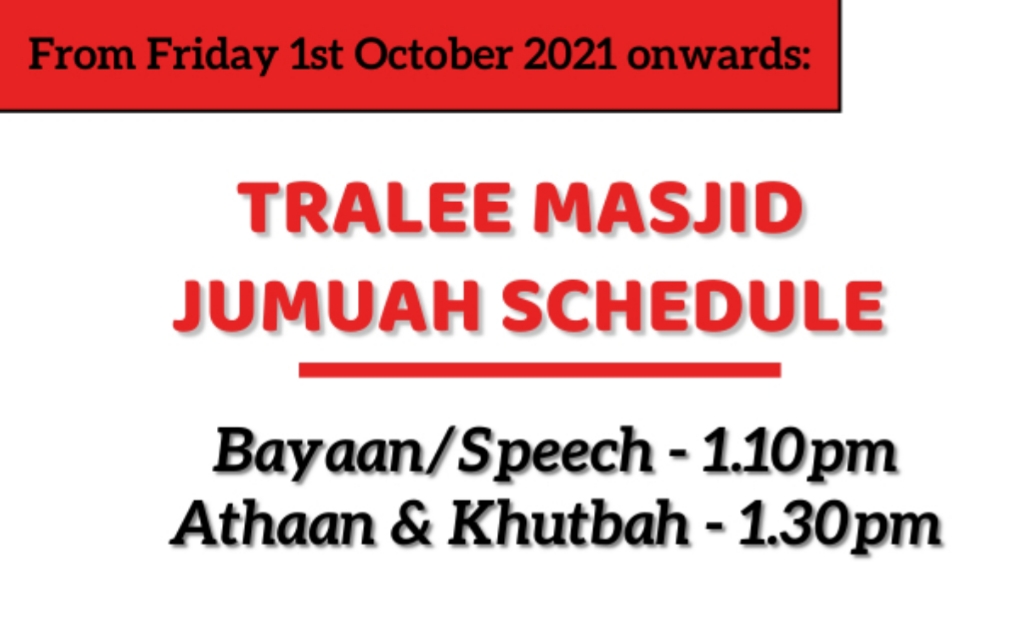 From Friday 1st October 2021 onwards:
TRALEE MASJID
JUMUAH SCHEDULE
Bayaan/Speech - 1.10pm
Athaan & Khutbah - 1.30pm